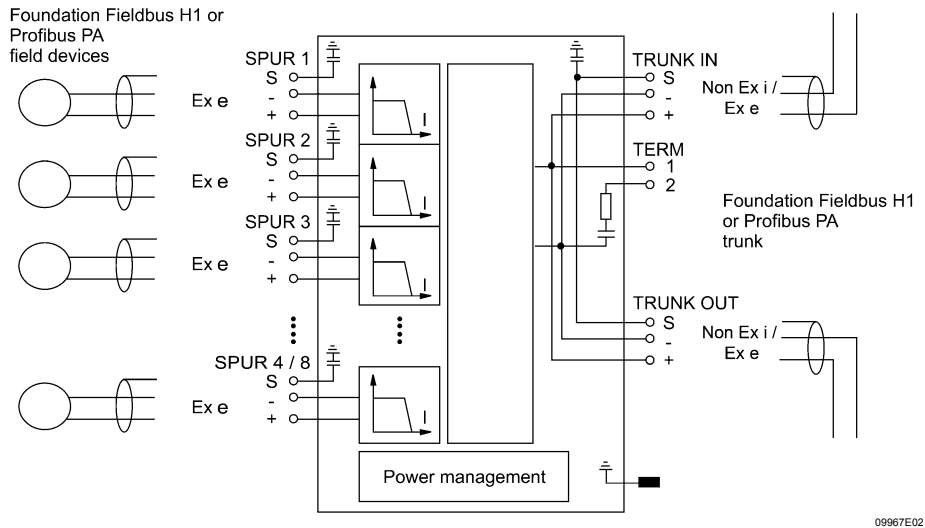 Foundation Fieldbus H1 or
Profibus PA
field devices
SPUR 1
S
-
+
Ex e
I
SPUR 2
S
-
+
Ex e
I
SPUR 3
S
-
+
Ex e
I
SPUR 4 / 8
S
-
+
Ex e
I
Power management
TRUNK IN
S
-
+
Non Ex i /
Ex e
TERM
1
2
Foundation Fieldbus H1
or Profibus PA
trunk
TRUNK OUT
S
-
+
Non Ex i /
Ex e
09967E02